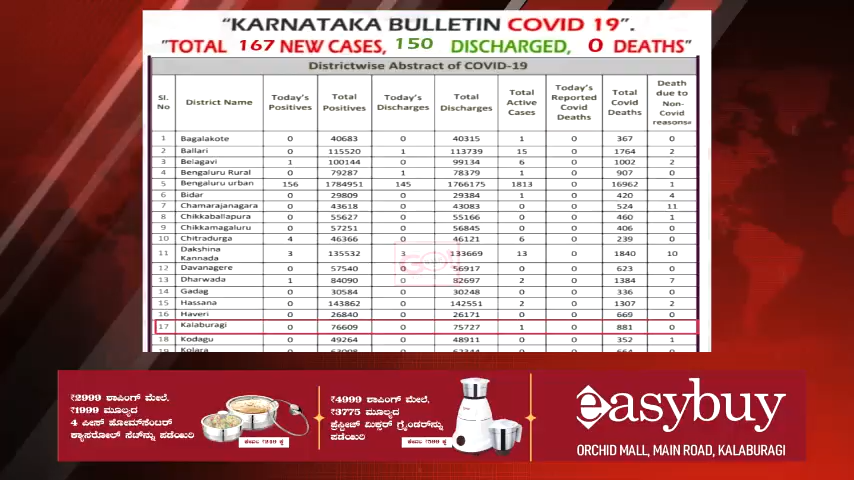 "KARNATAKA BULLETIN COVID 19".
"TOTAL 167 NEW CASES, 150 DISCHARGED, 0 DEATHS"
Districtwise Abstract of COVID-19
Sl. No District Name Today's Positives Total Positives Today's Discharges Total Discharges Total Active Cases Today's Reported Covid Deaths Total Covid Deaths Death due to Non-Covid reasons#
1 Bagalakote 0 40683 0 40315 1 0 367 0
2 Ballari 0 115520 1 113739 15 0 1764 2
3 Belagavi 1 100144 0 99134 6 0 1002 2
4 Bengaluru Rural 0 79287 1 78379 1 0 907 0
5 Bengaluru urban 156 1784951 145 1766175 1813 0 16962 1
6 Bidar 0 29809 0 29384 1 0 420 4
7 Chamarajanagara 0 43618 0 43083 0 0 524 11
8 Chikkaballapura 0 55627 0 55166 0 0 460 1
9 Chikkamagaluru 0 57251 0 56845 0 0 406 0
10 Chitradurga 4 46366 0 46121 6 0 239 0
11 Dakshina Kannada 3 135532 3 133669 13 0 1840 10
12 Davanagere 0 57540 0 56917 0 0 623 0
13 Dharwada 1 84090 0 82697 2 0 1384 7
14 Gadag 0 30584 0 30248 0 0 336 0
15 Hassana 0 143862 0 142551 2 0 1307 2
16 Haveri 0 26840 0 26171 0 0 669 0
17 Kalaburagi 0 76609 0 75727 1 0 881 0
18 Kodagu 0 49264 0 48911 0 0 352 1
19 Kolara
₹2999 ಶಾಪಿಂಗ್ ಮೇಲೆ,
₹1999 ಮೂಲ್ಯದ
4 ಪೀಸ್ ಹೋಮ್‌ಸೆಂಟರ್
ಕ್ಯಾಸರೋಲ್ ಸೆಟ್‌ನ್ನು ಪಡೆಯಿರಿ
₹4999 ಶಾಪಿಂಗ್ ಮೇಲೆ,
₹3775 ಮೂಲ್ಯದ
ಪ್ರೆಸ್ಟೀಜ್ ಮಿಕ್ಸರ್ ಗ್ರೈಂಡರ್‌ನ್ನು
ಪಡೆಯಿರಿ
easybuy
ORCHID MALL, MAIN ROAD, KALABURAGI